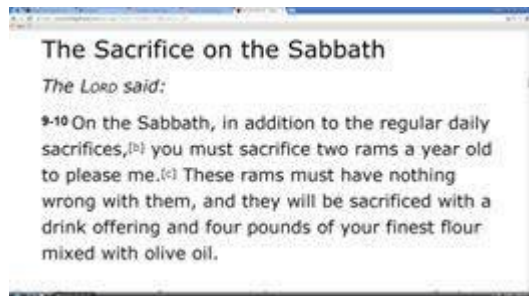 The Sacrifice on the Sabbath
The LORD said:
9-10 On the Sabbath, in addition to the regular daily
sacrifices,[b] you must sacrifice two rams a year old
to please me.[c] These rams must have nothing
wrong with them, and they will be sacrificed with a
drink offering and four pounds of your finest flour
mixed with olive oil.